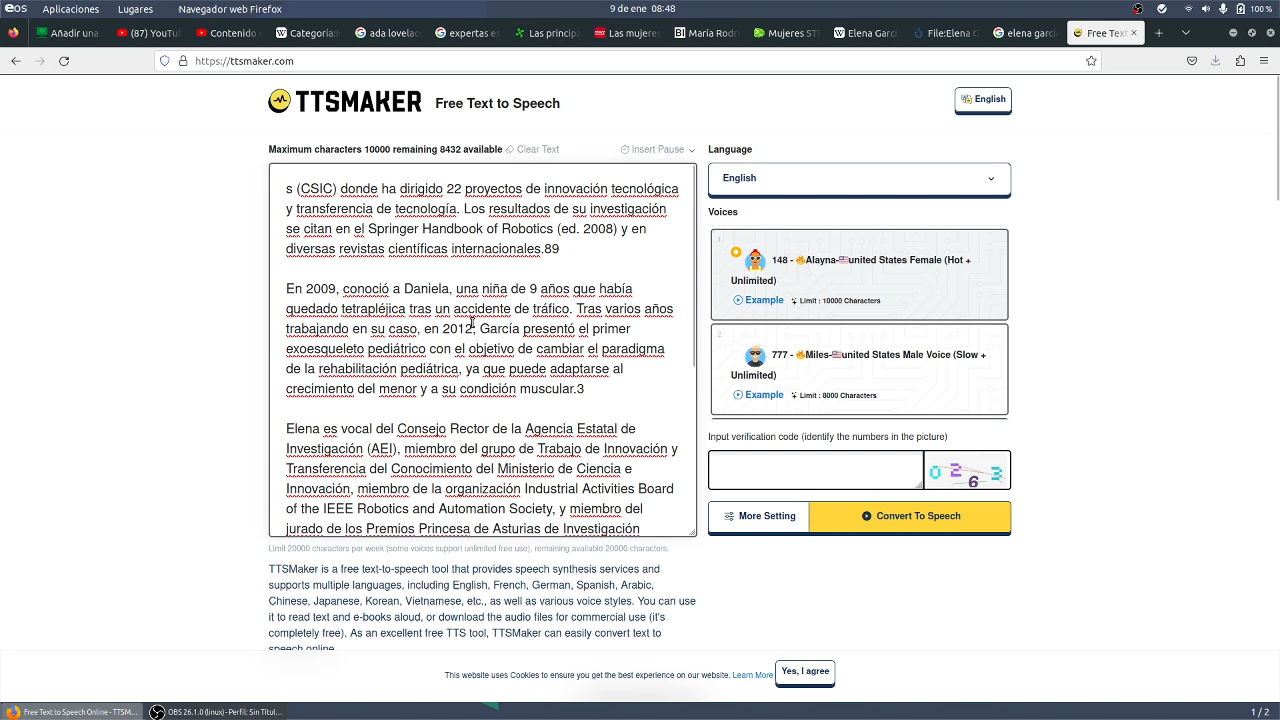 Aplicaciones Lugares Navegador web Firefox 9 de ene 08:48 100 %
Añadir una (87) YouTu Contenido Categoría ada lovelac expertas es Las principa Las mujeres María Rodr Mujeres ST Elena Garc File:Elena G elena garcí Free Text
https://ttsmaker.com
TTSMAKER Free Text to Speech English
Maximum characters 10000 remaining 8432 available Clear Text Insert Pause
s (CSIC) donde ha dirigido 22 proyectos de innovación tecnológica
y transferencia de tecnología. Los resultados de su investigación
se citan en el Springer Handbook of Robotics (ed. 2008) y en
diversas revistas científicas internacionales.89
En 2009, conoció a Daniela, una niña de 9 años que había
quedado tetrapléjica tras un accidente de tráfico. Tras varios años
trabajando en su caso, en 2012, García presentó el primer
exoesqueleto pediátrico con el objetivo de cambiar el paradigma
de la rehabilitación pediátrica, ya que puede adaptarse al
crecimiento del menor y a su condición muscular.3
Elena es vocal del Consejo Rector de la Agencia Estatal de
Investigación (AEI), miembro del grupo de Trabajo de Innovación y
Transferencia del Conocimiento del Ministerio de Ciencia e
Innovación, miembro de la organización Industrial Activities Board
of the IEEE Robotics and Automation Society, y miembro del
jurado de los Premios Princesa de Asturias de Investigación
Limit 20000 characters per week (some voices support unlimited free use), remaining available 20000 characters.
TTSMaker is a free text-to-speech tool that provides speech synthesis services and
supports multiple languages, including English, French, German, Spanish, Arabic,
Chinese, Japanese, Korean, Vietnamese, etc., as well as various voice styles. You can use
it to read text and e-books aloud, or download the audio files for commercial use (it's
completely free). As an excellent free TTS tool, TTSMaker can easily convert text to
speech online.
Language
English
Voices
1
148 - Alayna-united States Female (Hot +
Unlimited)
Example Limit : 10000 Characters
2
777 - Miles-united States Male Voice (Slow +
Unlimited)
Example Limit : 8000 Characters
Input verification code (identify the numbers in the picture)
0 2 6 3
More Setting Convert To Speech
This website uses Cookies to ensure you get the best experience on our website. Learn More Yes, I agree
Free Text to Speech Online - TTSM... OBS 26.1.0 (linux) - Perfil: Sin Titul... 1 / 2